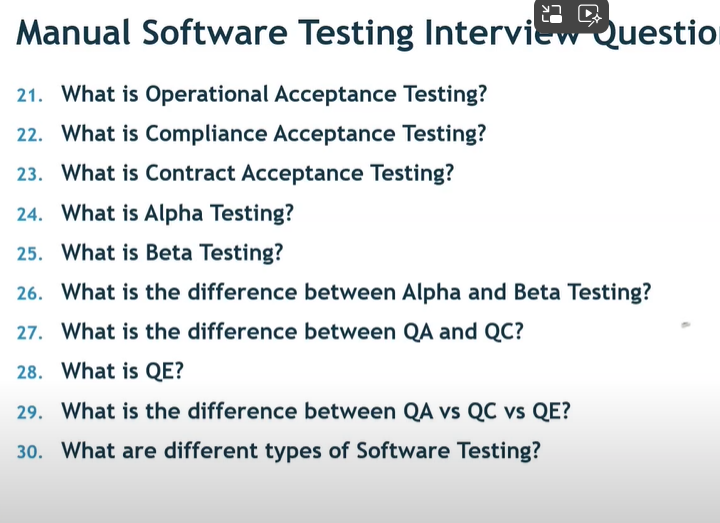 Manual Software Testing Interview Questio
21. What is Operational Acceptance Testing?
22. What is Compliance Acceptance Testing?
23. What is Contract Acceptance Testing?
24. What is Alpha Testing?
25. What is Beta Testing?
26. What is the difference between Alpha and Beta Testing?
27. What is the difference between QA and QC?
28. What is QE?
29. What is the difference between QA vs QC vs QE?
30. What are different types of Software Testing?